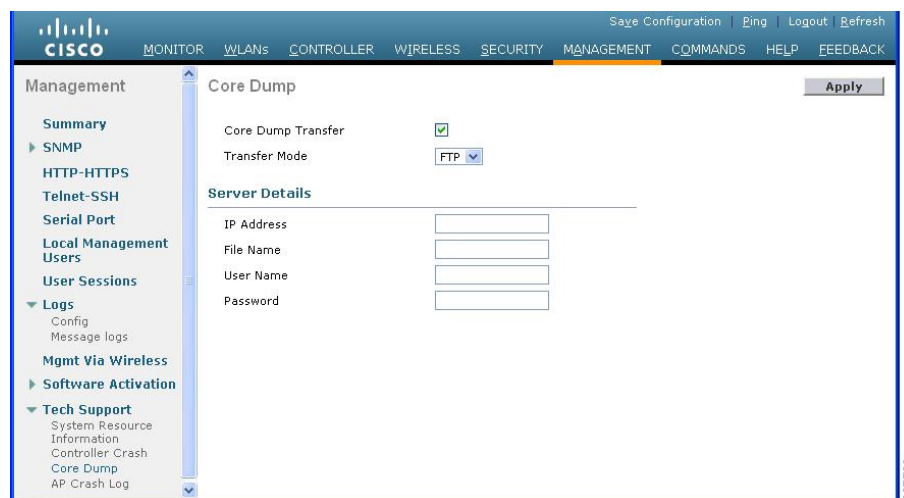 Save Configuration | Ping | Logout | Refresh
CISCO
MONITOR WLANs CONTROLLER WIRELESS SECURITY MANAGEMENT COMMANDS HELP FEEDBACK
Management
Summary
SNMP
HTTP-HTTPS
Telnet-SSH
Serial Port
Local Management
Users
User Sessions
Logs
Config
Message logs
Mgmt Via Wireless
Software Activation
Tech Support
System Resource
Information
Controller Crash
Core Dump
AP Crash Log
Core Dump
Apply
Core Dump Transfer
Transfer Mode FTP
Server Details
IP Address
File Name
User Name
Password